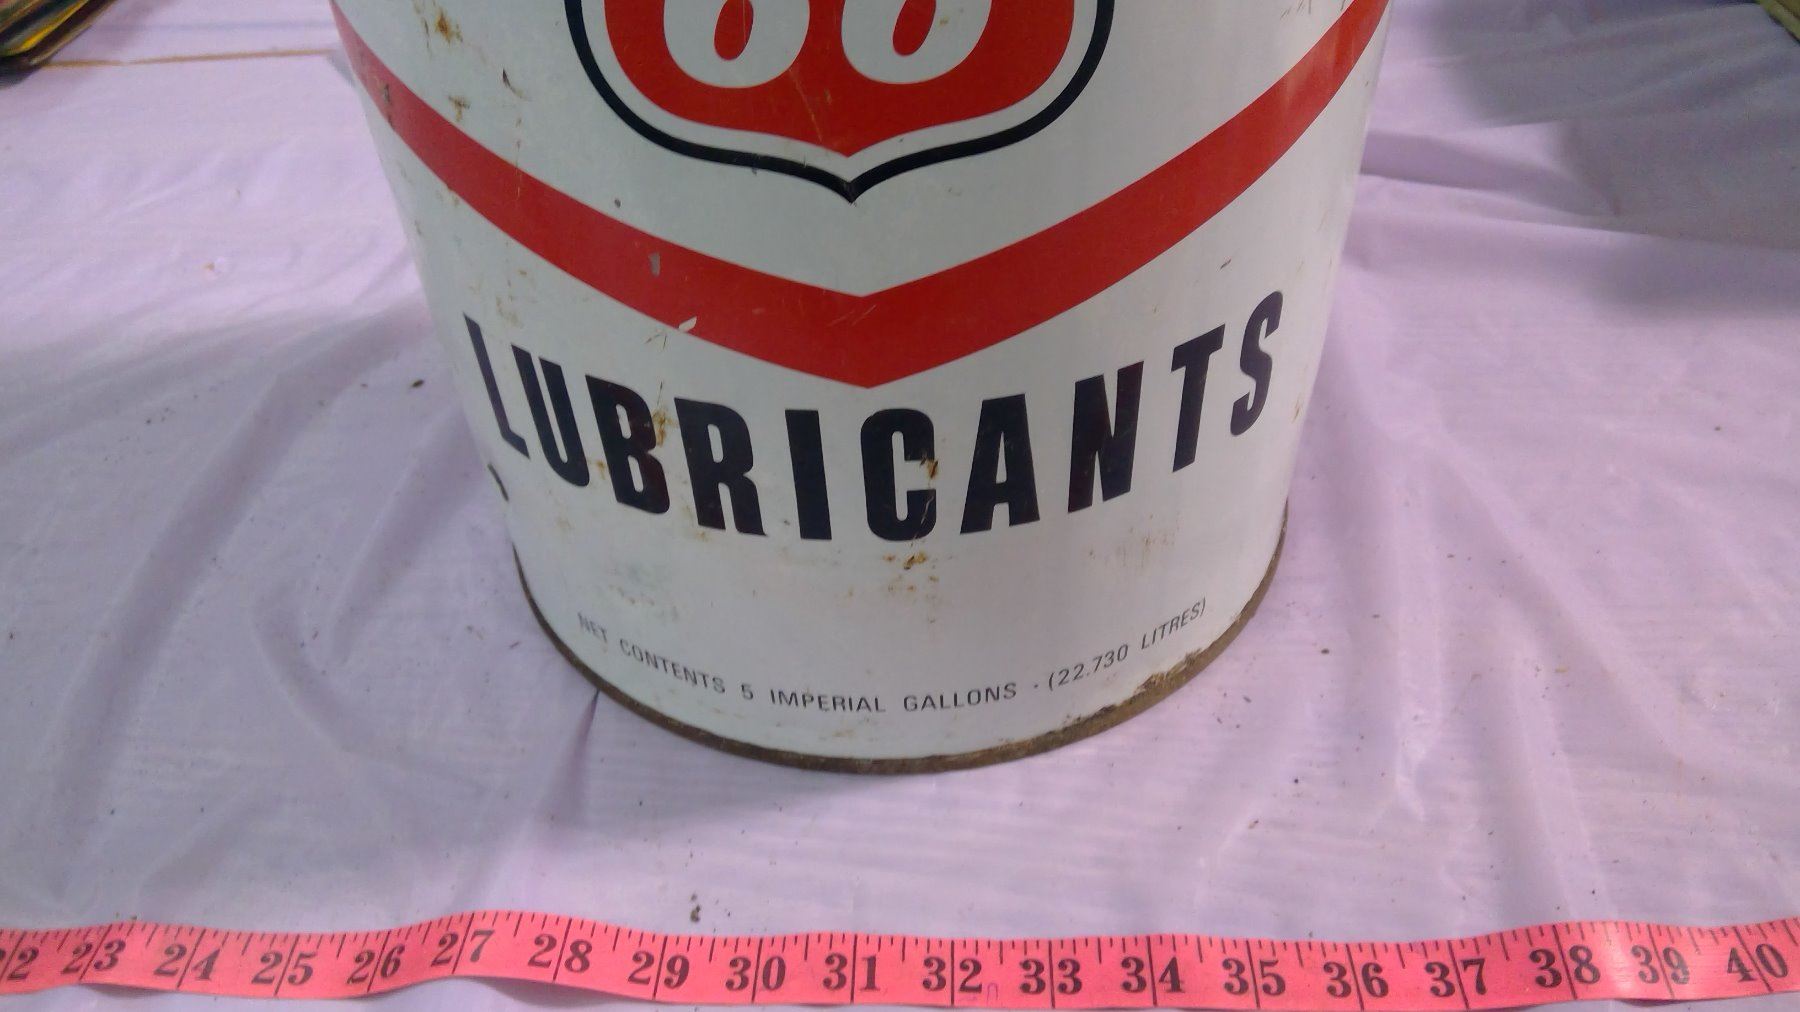 66
LUBRICANTS
NET CONTENTS 5 IMPERIAL GALLONS · (22.730 LITRES)
22 23 24 25 26 27 28 29 30 31 32 33 34 35 36 37 38 39 40